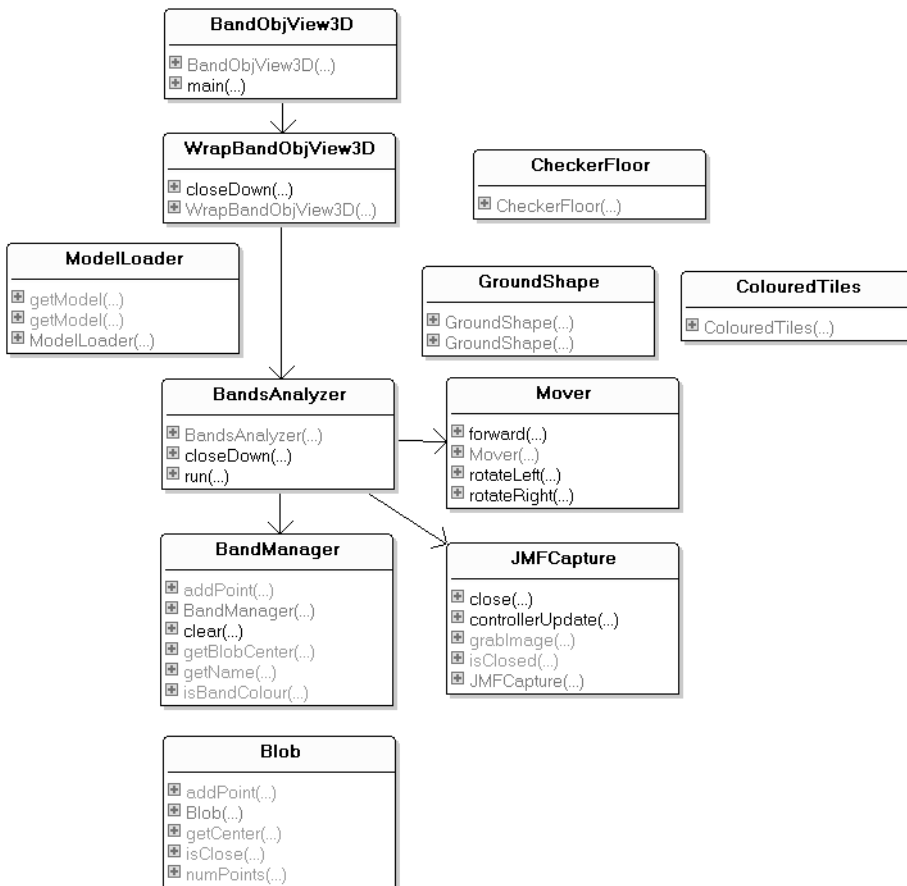 BandObjView3D
BandObjView3D(...)
main(...)
WrapBandObjView3D
closeDown(...)
WrapBandObjView3D(...)
CheckerFloor
CheckerFloor(...)
ModelLoader
getModel(...)
getModel(...)
ModelLoader(...)
GroundShape
GroundShape(...)
GroundShape(...)
ColouredTiles
ColouredTiles(...)
BandsAnalyzer
BandsAnalyzer(...)
closeDown(...)
run(...)
Mover
forward(...)
Mover(...)
rotateLeft(...)
rotateRight(...)
BandManager
addPoint(...)
BandManager(...)
clear(...)
getBlobCenter(...)
getName(...)
isBandColour(...)
JMFCapture
close(...)
controllerUpdate(...)
grabImage(...)
isClosed(...)
JMFCapture(...)
Blob
addPoint(...)
Blob(...)
getCenter(...)
isClose(...)
numPoints(...)